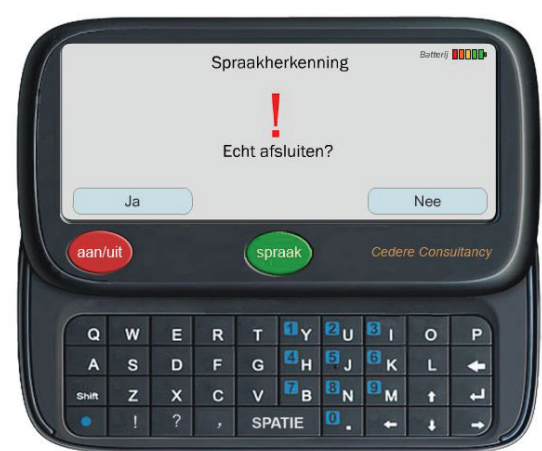 Spraakherkenning
Batterij
!
Echt afsluiten?
Ja Nee
aan/uit spraak Cedere Consultancy
Q W E R T 1 Y 2 U 3 I O P
A S D F G 4 H 5 J 6 K L ←
Shift Z X C V 7 B 8 N 9 M ↑ ↵
! ? , SPATIE 0 . ← ↓ →